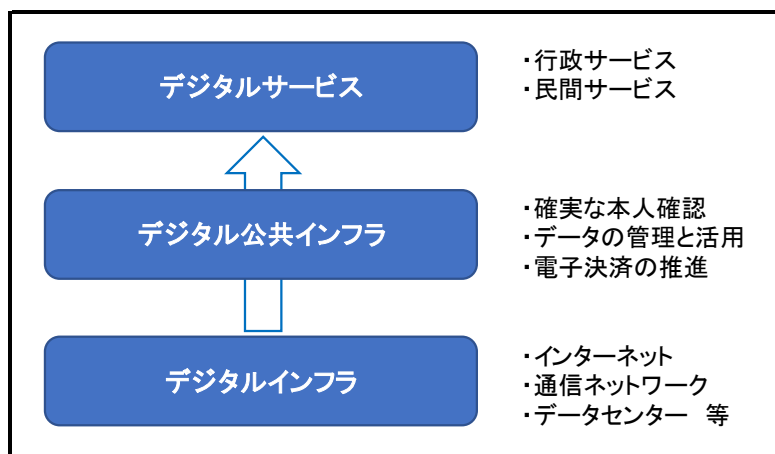 デジタルサービス
・行政サービス
・民間サービス
デジタル公共インフラ
・確実な本人確認
・データの管理と活用
・電子決済の推進
デジタルインフラ
・インターネット
・通信ネットワーク
・データセンター　等